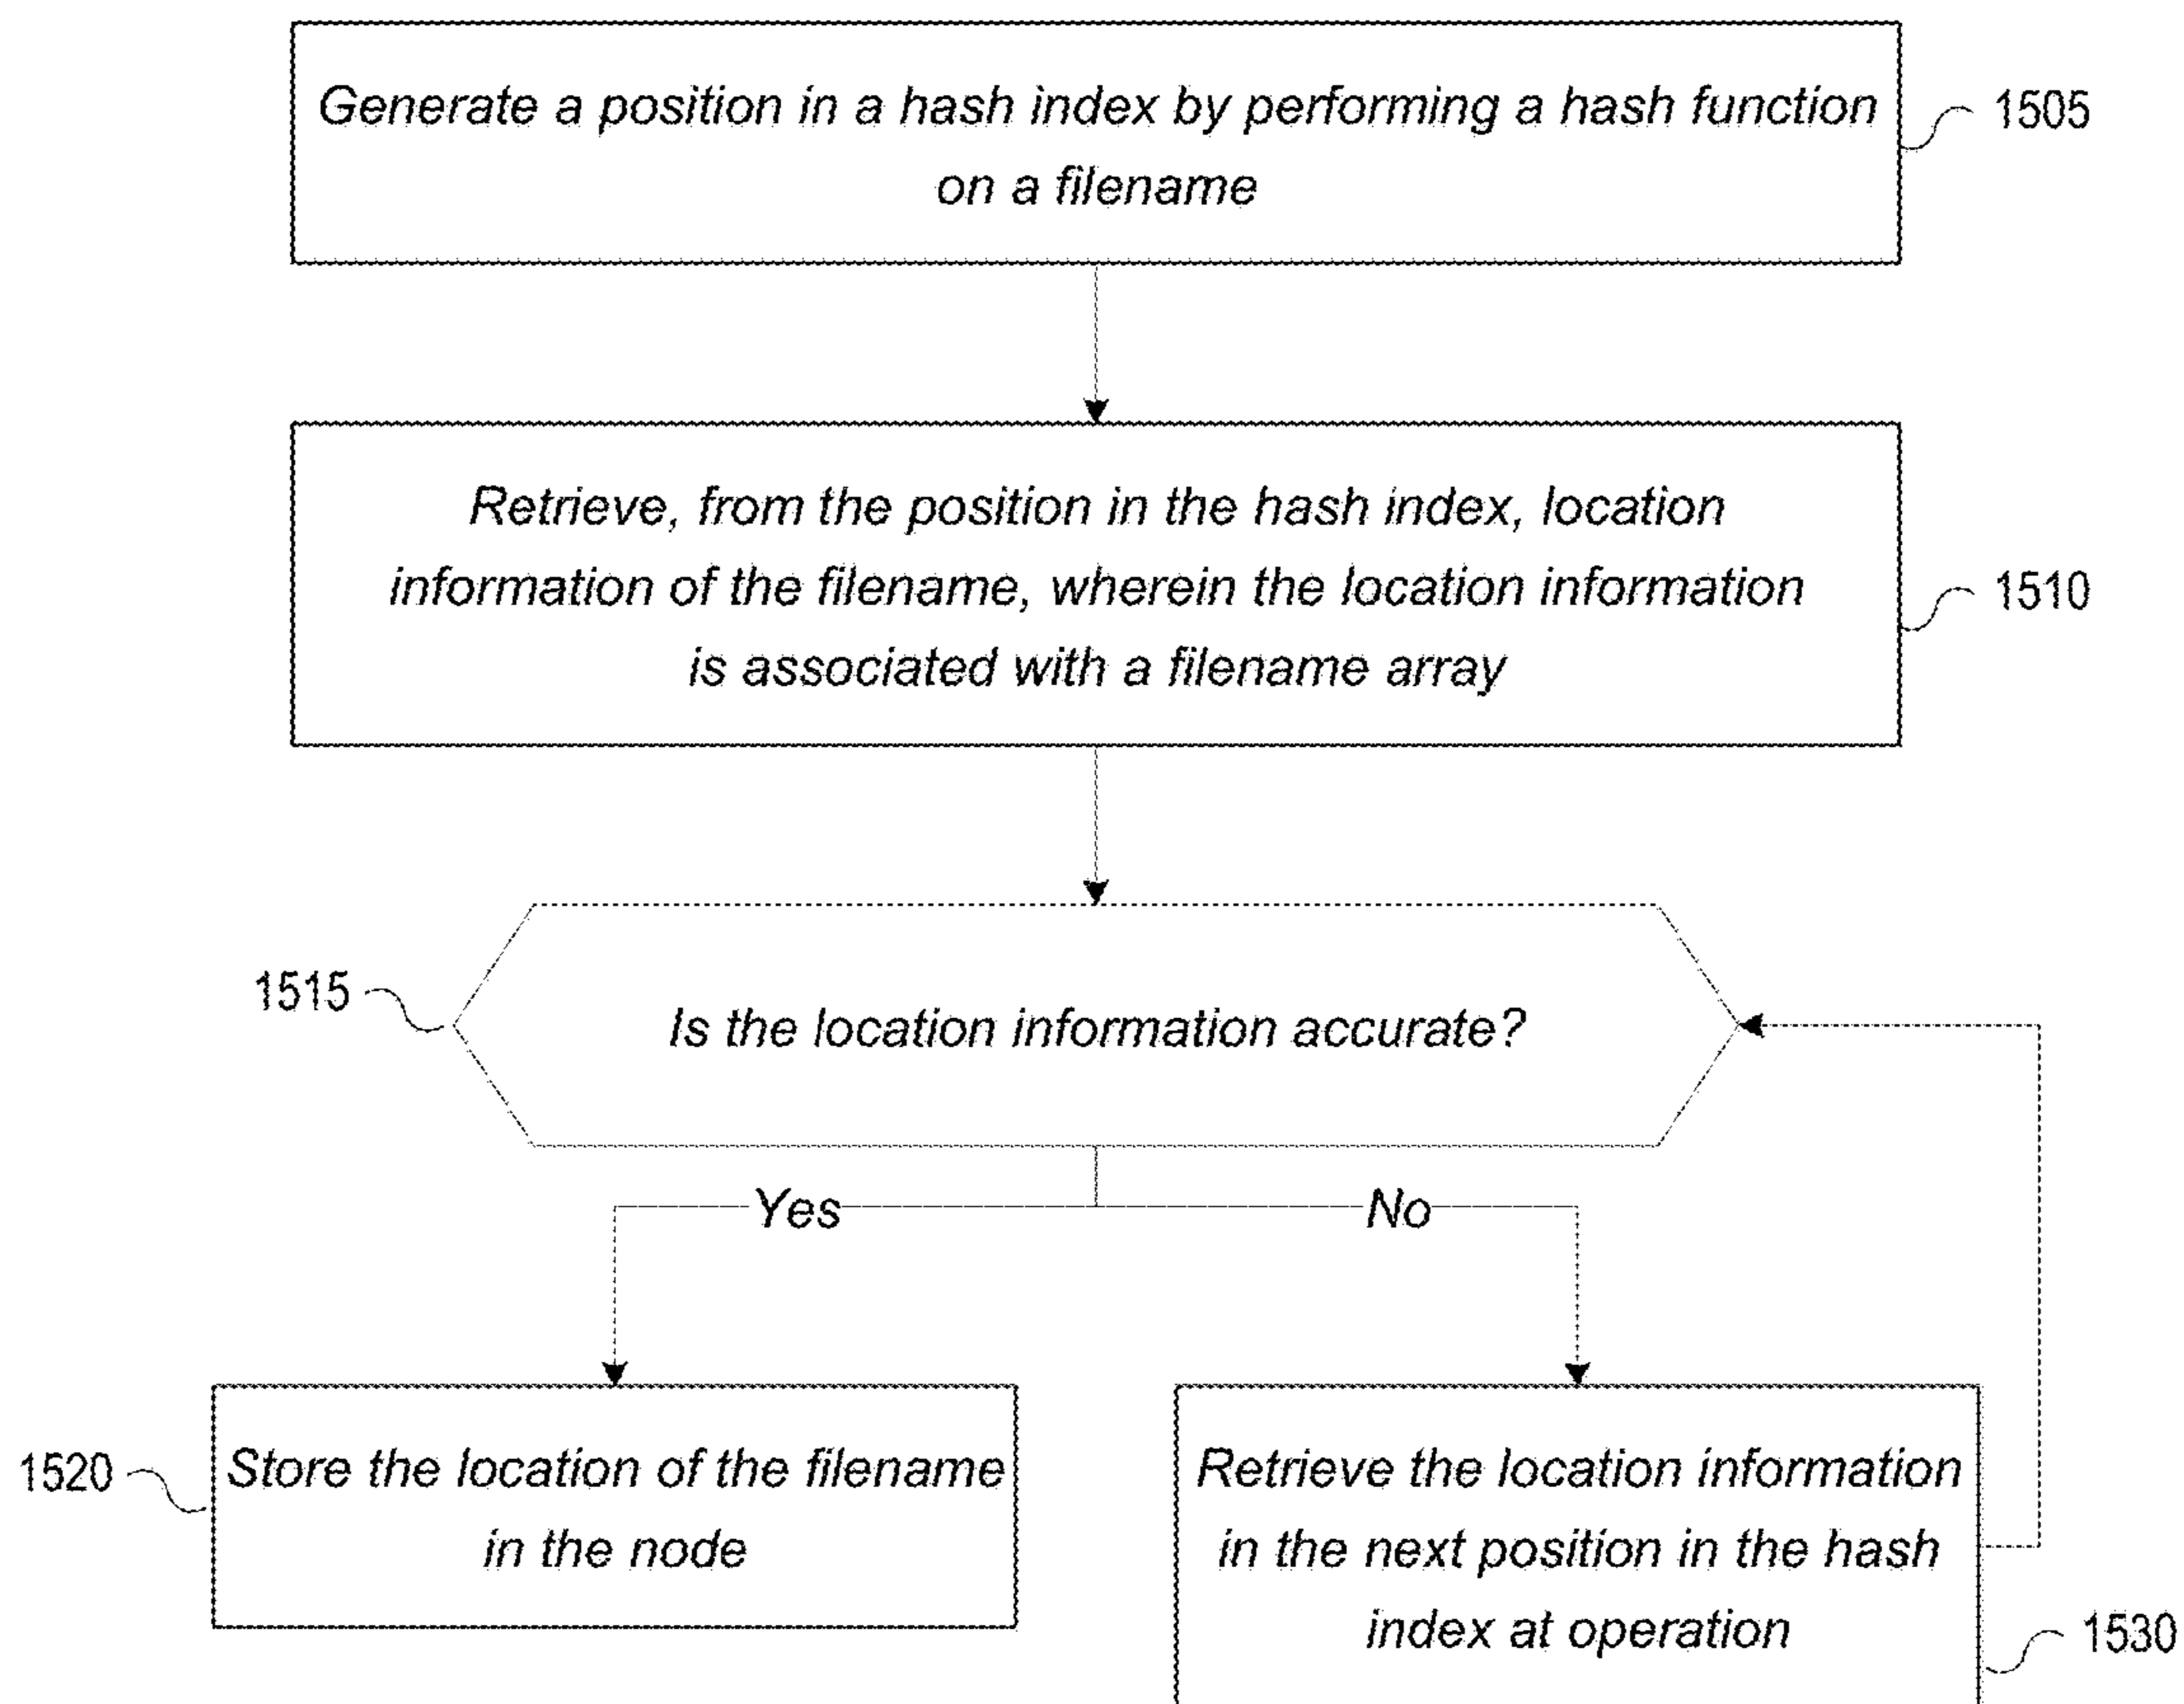 Generate a position in a hash index by performing a hash function
on a filename
1505
Retrieve, from the position in the hash index, location
information of the filename, wherein the location information
is associated with a filename array
1510
1515
Is the location information accurate?
Yes
No
1520
Store the location of the filename
in the node
Retrieve the location information
in the next position in the hash
index at operation
1530